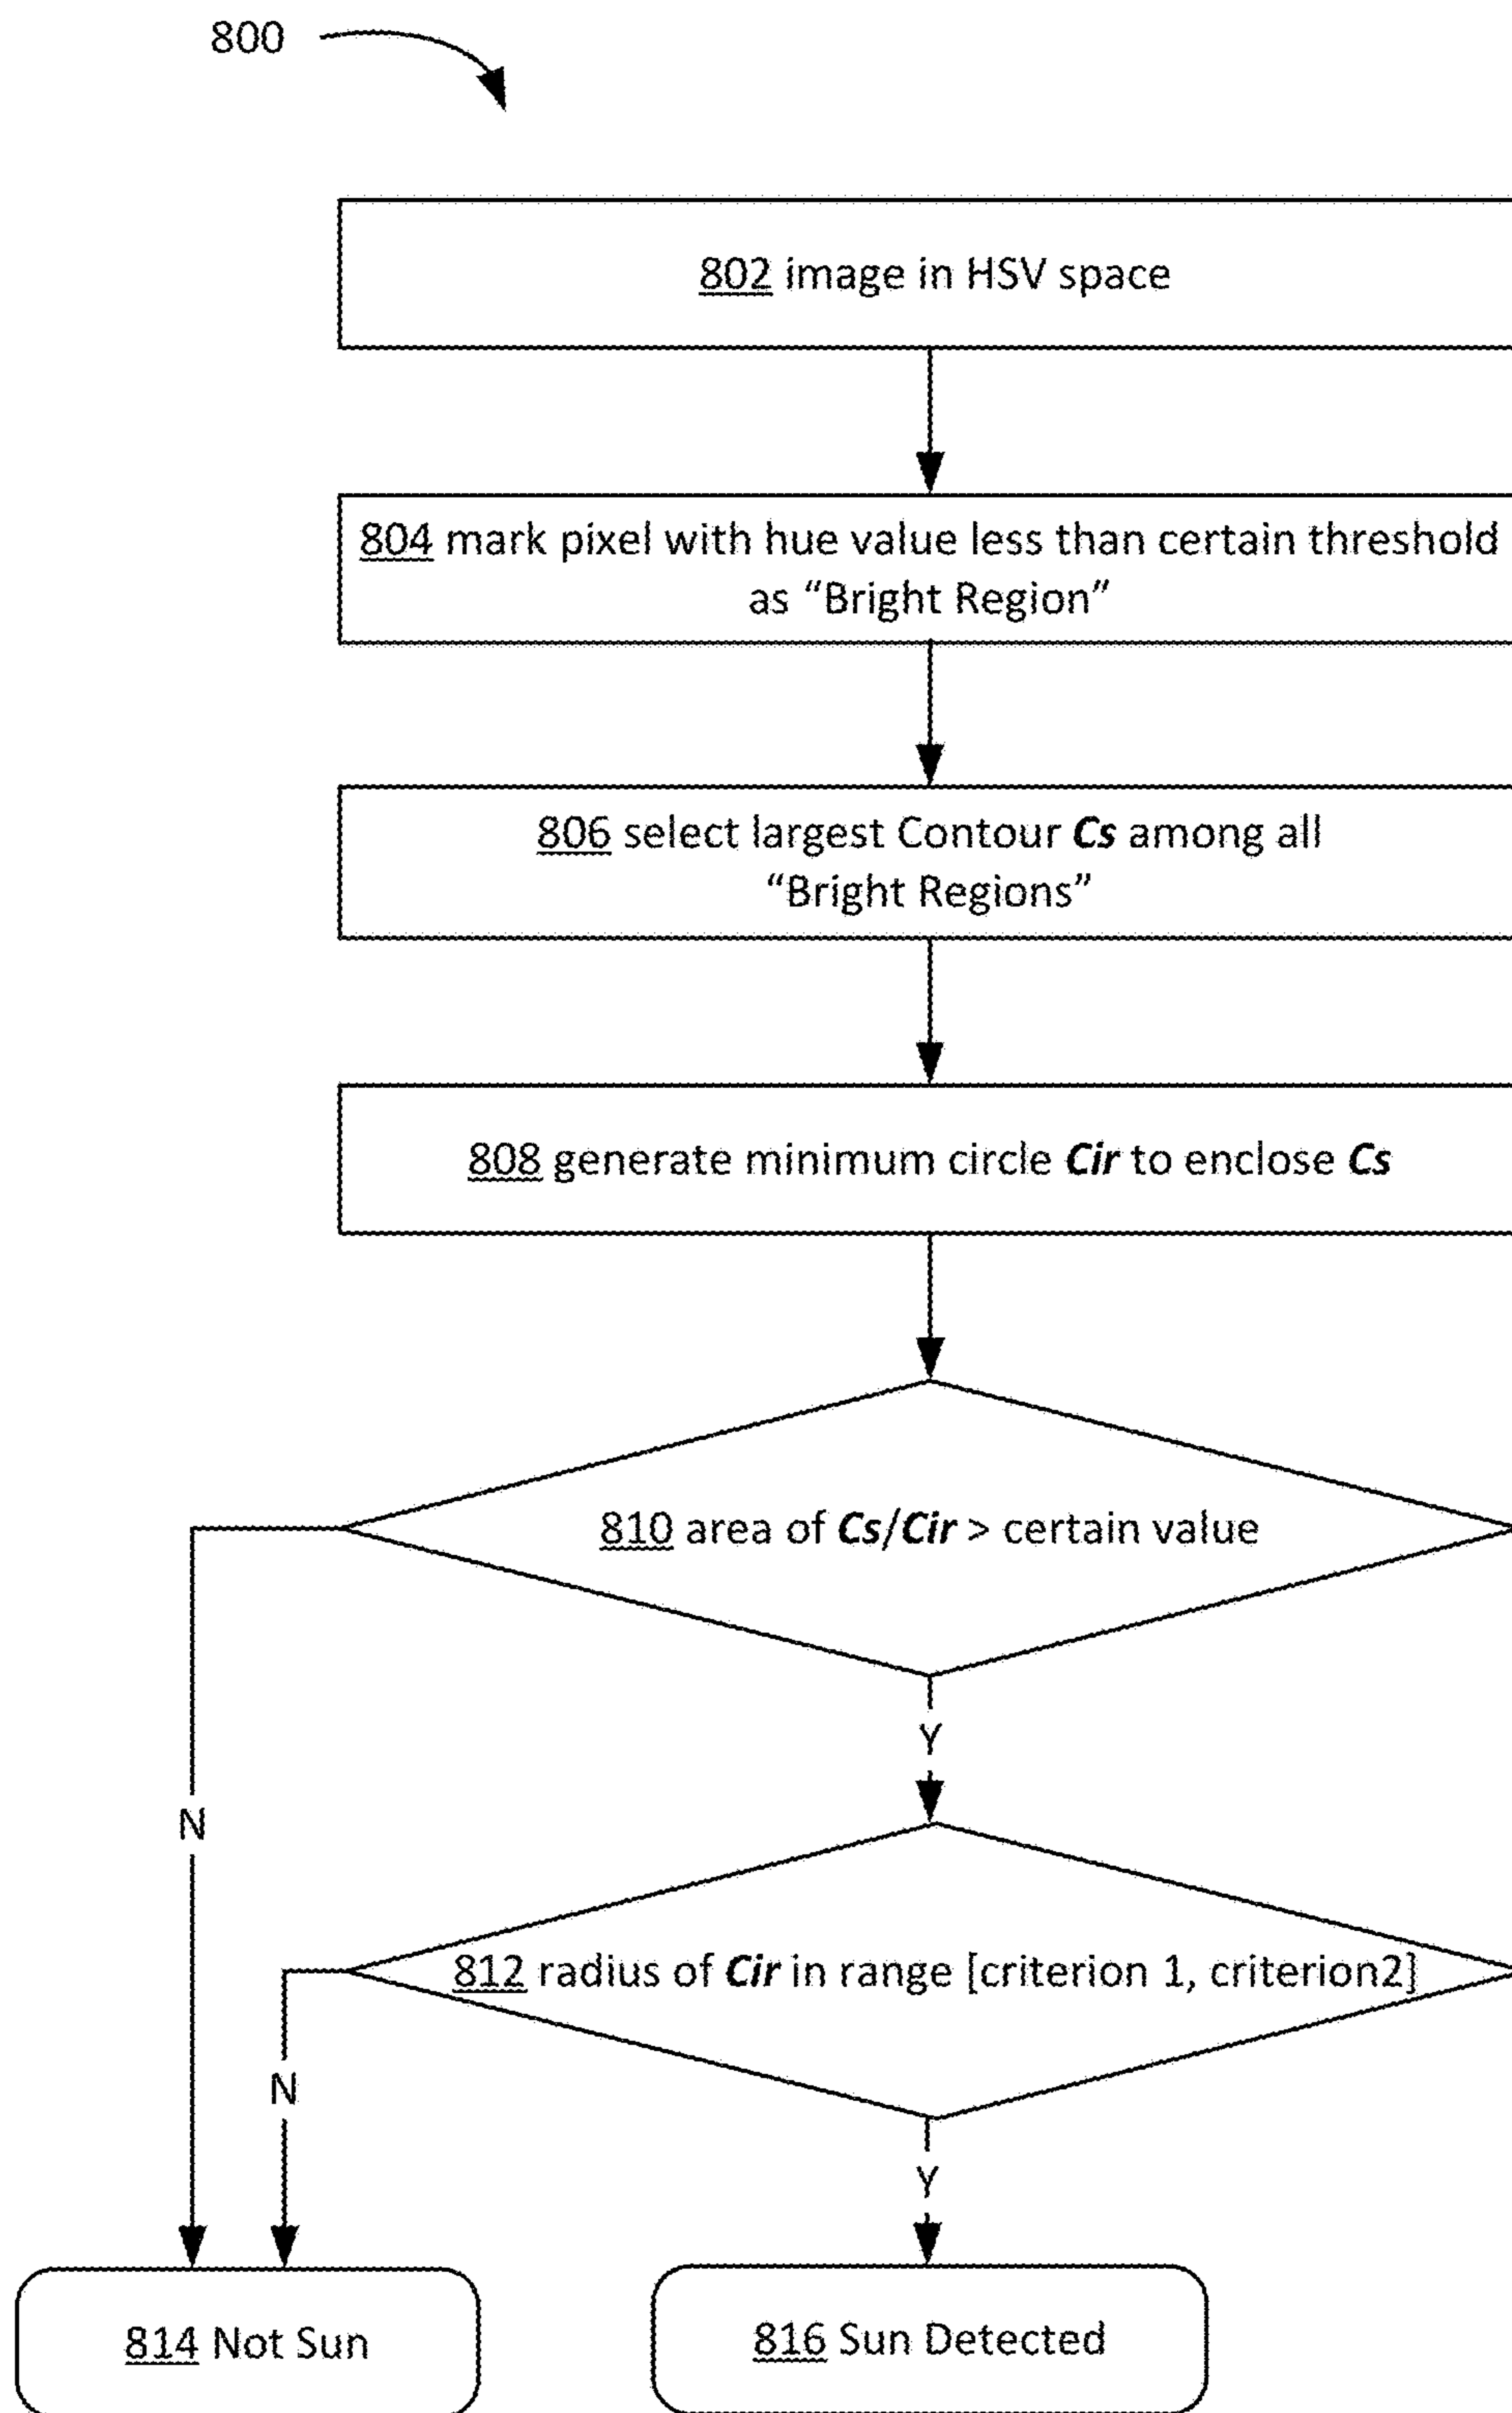 800
802 image in HSV space
804 mark pixel with hue value less than certain threshold
as “Bright Region”
806 select largest Contour Cs among all
“Bright Regions”
808 generate minimum circle Cir to enclose Cs
810 area of Cs/Cir > certain value
Y
N
812 radius of Cir in range [criterion 1, criterion2]
N
Y
814 Not Sun
816 Sun Detected